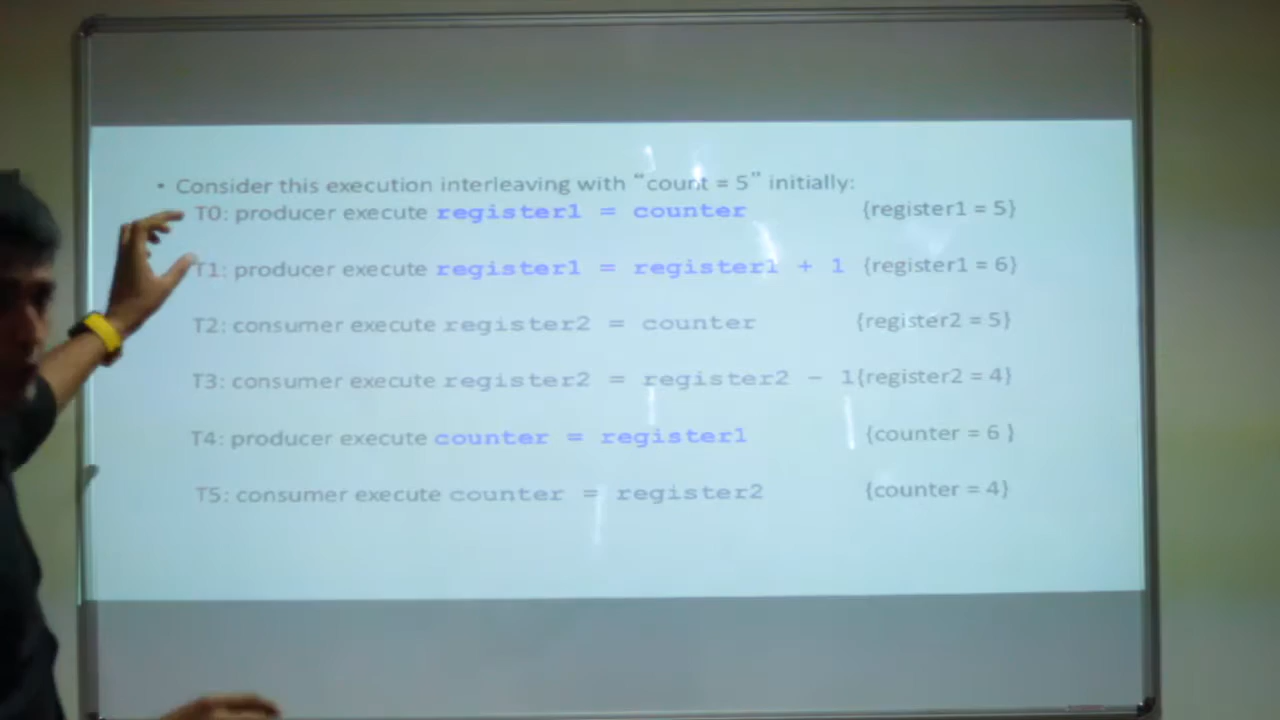 • Consider this execution interleaving with “count = 5” initially:
T0: producer execute register1 = counter {register1 = 5}
T1: producer execute register1 = register1 + 1 {register1 = 6}
T2: consumer execute register2 = counter {register2 = 5}
T3: consumer execute register2 = register2 - 1{register2 = 4}
T4: producer execute counter = register1 {counter = 6 }
T5: consumer execute counter = register2 {counter = 4}